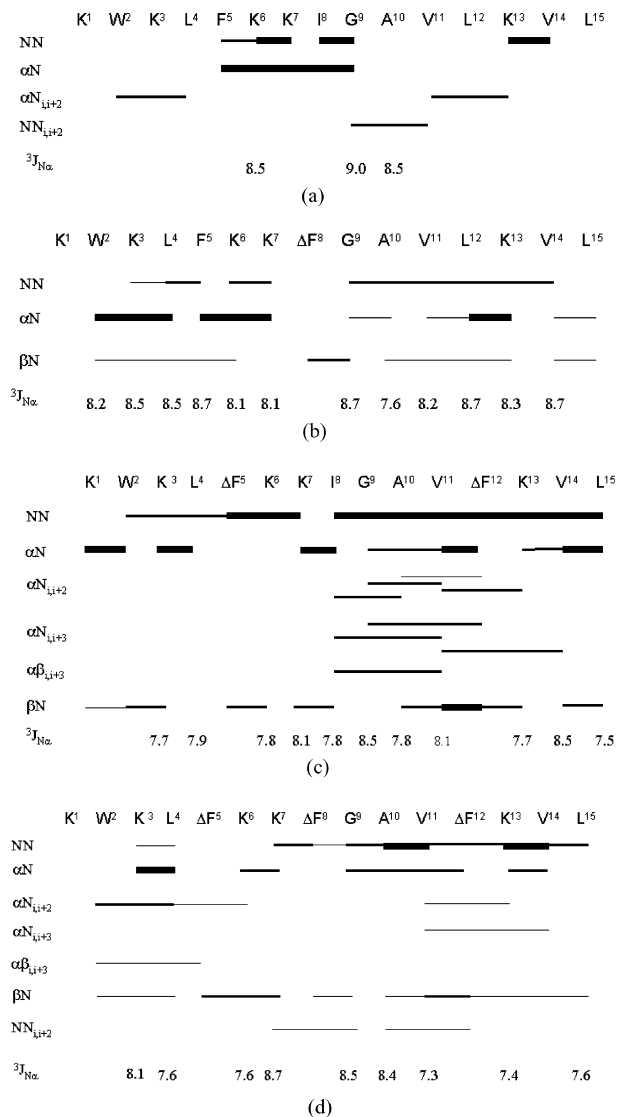 K¹ W² K³ L⁴ F⁵ K⁶ K⁷ I⁸ G⁹ A¹⁰ V¹¹ L¹² K¹³ V¹⁴ L¹⁵
NN
αN
αNᵢ,ᵢ₊₂
NNᵢ,ᵢ₊₂
³J_Nα 8.5 9.0 8.5
(a)
K¹ W² K³ L⁴ F⁵ K⁶ K⁷ ΔF⁸ G⁹ A¹⁰ V¹¹ L¹² K¹³ V¹⁴ L¹⁵
NN
αN
βN
³J_Nα 8.2 8.5 8.5 8.7 8.1 8.1 8.7 7.6 8.2 8.7 8.3 8.7
(b)
K¹ W² K³ L⁴ ΔF⁵ K⁶ K⁷ I⁸ G⁹ A¹⁰ V¹¹ ΔF¹² K¹³ V¹⁴ L¹⁵
NN
αN
αNᵢ,ᵢ₊₂
αNᵢ,ᵢ₊₃
αβᵢ,ᵢ₊₃
βN
³J_Nα 7.7 7.9 7.8 8.1 7.8 8.5 7.8 8.1 7.7 8.5 7.5
(c)
K¹ W² K³ L⁴ ΔF⁵ K⁶ K⁷ ΔF⁸ G⁹ A¹⁰ V¹¹ ΔF¹² K¹³ V¹⁴ L¹⁵
NN
αN
αNᵢ,ᵢ₊₂
αNᵢ,ᵢ₊₃
αβᵢ,ᵢ₊₃
βN
NNᵢ,ᵢ₊₂
³J_Nα 8.1 7.6 7.6 8.7 8.5 8.4 7.3 7.4 7.6
(d)